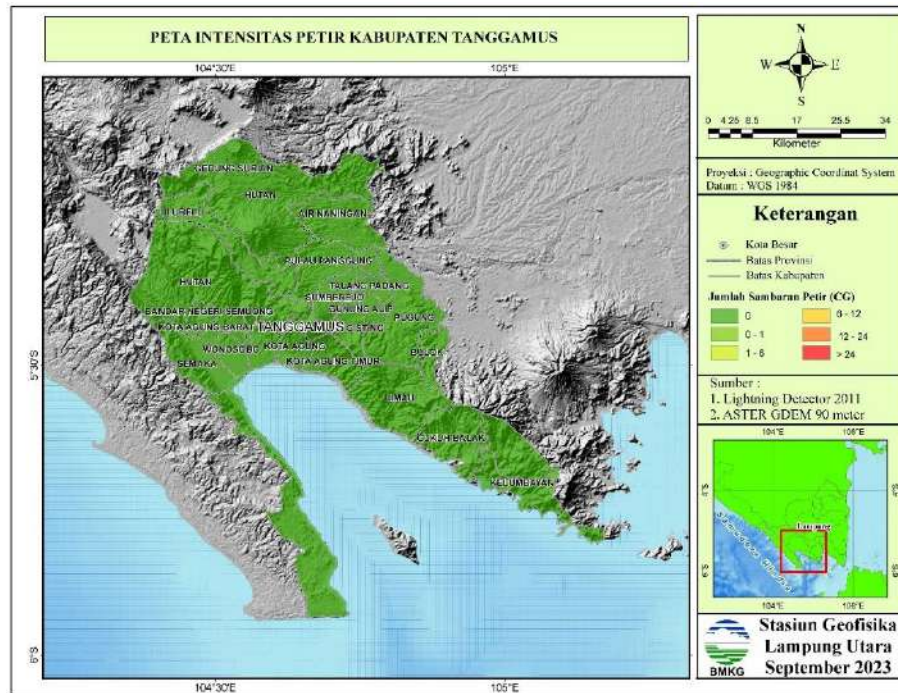 PETA INTENSITAS PETIR KABUPATEN TANGGAMUS
104°30'E
105°E
GEDUNG SURIAN
HUTAN
AIR NANINGAN
ULUBELU
PULAU PANGGUNG
HUTAN
TALANG PADANG
SUMBEREJO
GUNUNG ALIP
BANDAR NEGERI SEMUONG
PUGUNG
KOTA AGUNG BARAT
TANGGAMUS
GISTING
WONOSOBO
KOTA AGUNG
BULOK
SEMAKA
KOTA AGUNG TIMUR
LIMAU
CUKUH BALAK
KELUMBAYAN
5°30'S
6°S
104°30'E
105°E
N
W
E
S
0 4.25 8.5 17 25.5 34
Kilometer
Proyeksi : Geographic Coordinat System
Datum : WGS 1984
Keterangan
Kota Besar
Batas Provinsi
Batas Kabupaten
Jumlah Sambaran Petir (CG)
0
6 - 12
0 - 1
12 - 24
1 - 6
> 24
Sumber :
1. Lightning Detector 2011
2. ASTER GDEM 90 meter
104°E
106°E
4°S
4°S
Lampung
6°S
6°S
104°E
106°E
BMKG
Stasiun Geofisika
Lampung Utara
September 2023